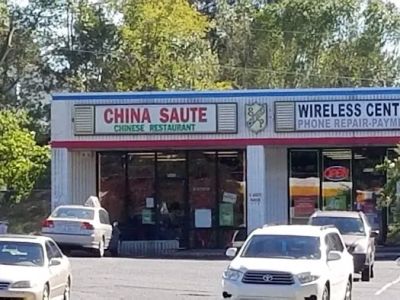 CHINA SAUTE
CHINESE RESTAURANT
WIRELESS CENT
PHONE REPAIR-PAYM